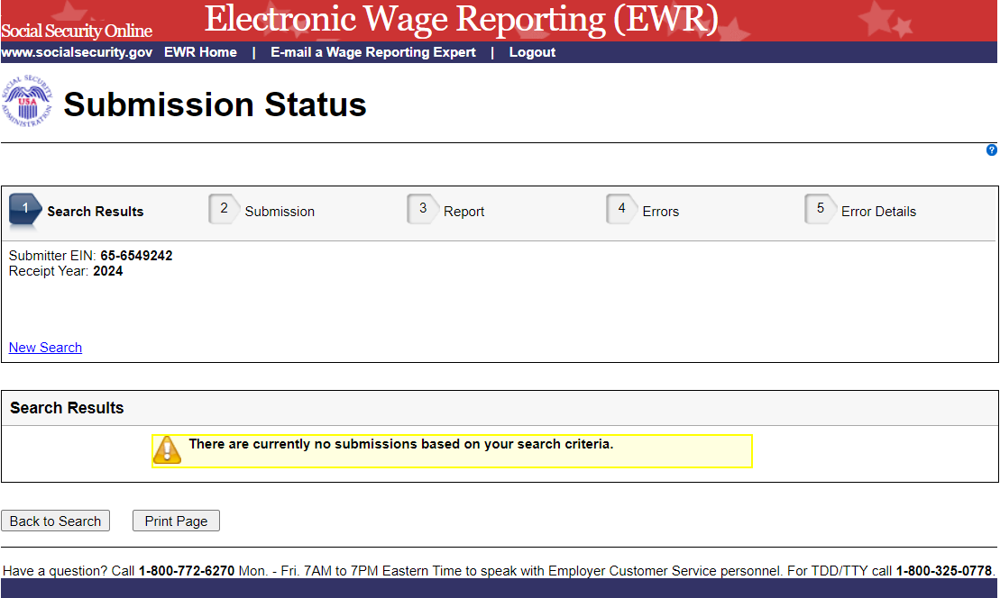 Social Security Online
Electronic Wage Reporting (EWR)
www.socialsecurity.gov EWR Home | E-mail a Wage Reporting Expert | Logout
SOCIAL SECURITY ADMINISTRATION
USA
Submission Status
?
1 Search Results 2 Submission 3 Report 4 Errors 5 Error Details
Submitter EIN: 65-6549242
Receipt Year: 2024
New Search
Search Results
There are currently no submissions based on your search criteria.
Back to Search Print Page
Have a question? Call 1-800-772-6270 Mon. - Fri. 7AM to 7PM Eastern Time to speak with Employer Customer Service personnel. For TDD/TTY call 1-800-325-0778.